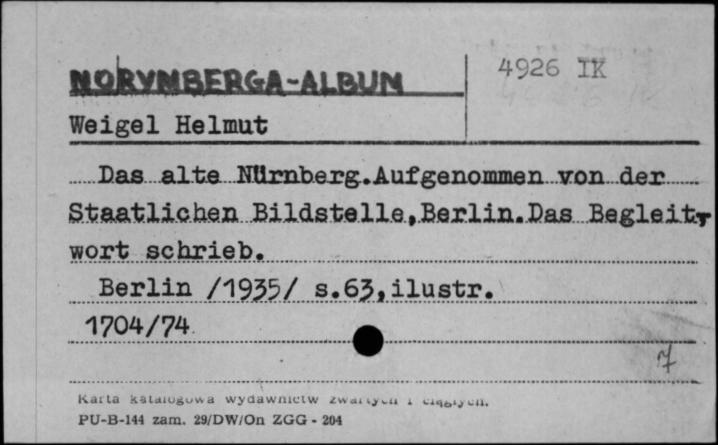 NORYMBERGA-ALBUM
4926 IK
Weigel Helmut
Das alte Nürnberg.Aufgenommen von der
Staatlichen Bildstelle,Berlin.Das Begleit-
wort schrieb.
Berlin /1935/ s.63,ilustr.
1704/74
7
Karta katalogowa wydawnictw zwartych i ciągłych.
PU-B-144 zam. 29/DW/On ZGG - 204